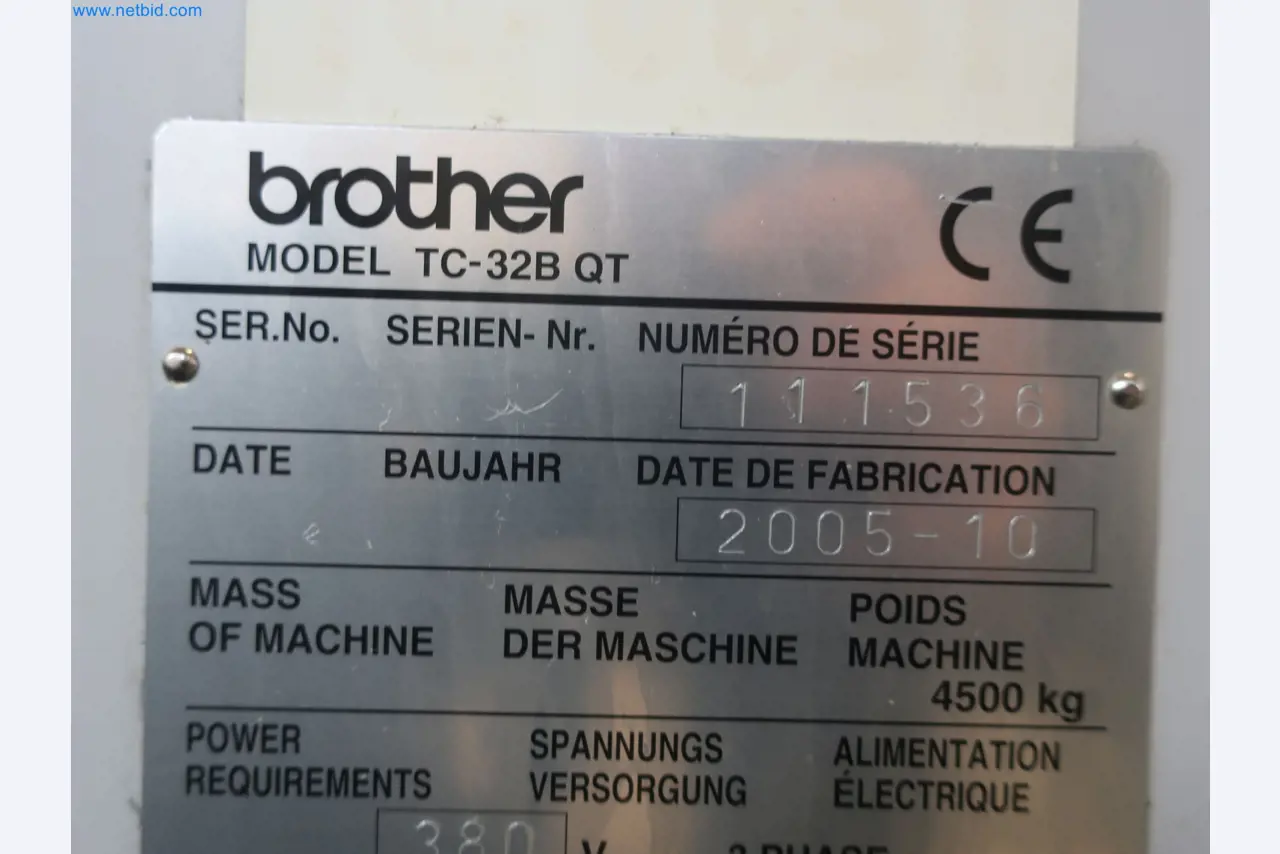 www.netbid.com
brother
CE
MODEL TC-32B QT
SER.No. SERIEN- Nr. NUMÉRO DE SÉRIE
111536
DATE BAUJAHR DATE DE FABRICATION
2005-10
MASS MASSE POIDS
OF MACHINE DER MASCHINE MACHINE
4500 kg
POWER SPANNUNGS ALIMENTATION
REQUIREMENTS VERSORGUNG ÉLECTRIQUE
380 V 3 PHASE